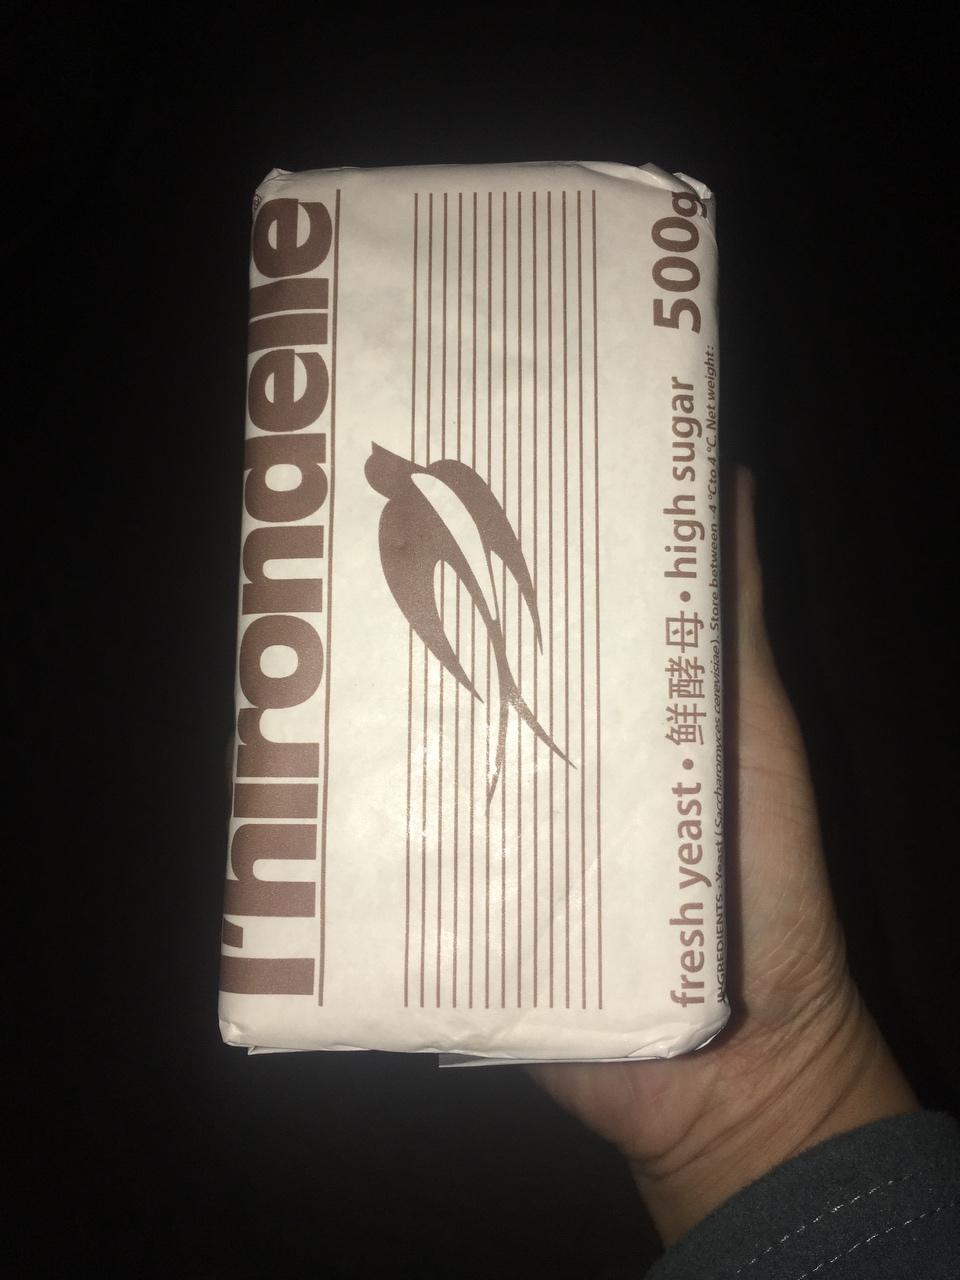 l'hirondelle
fresh yeast • 鲜酵母 • high sugar 500g
INGREDIENTS : Yeast ( Saccharomyces cerevisiae). Store between -4 °C to 4 °C. Net weight: